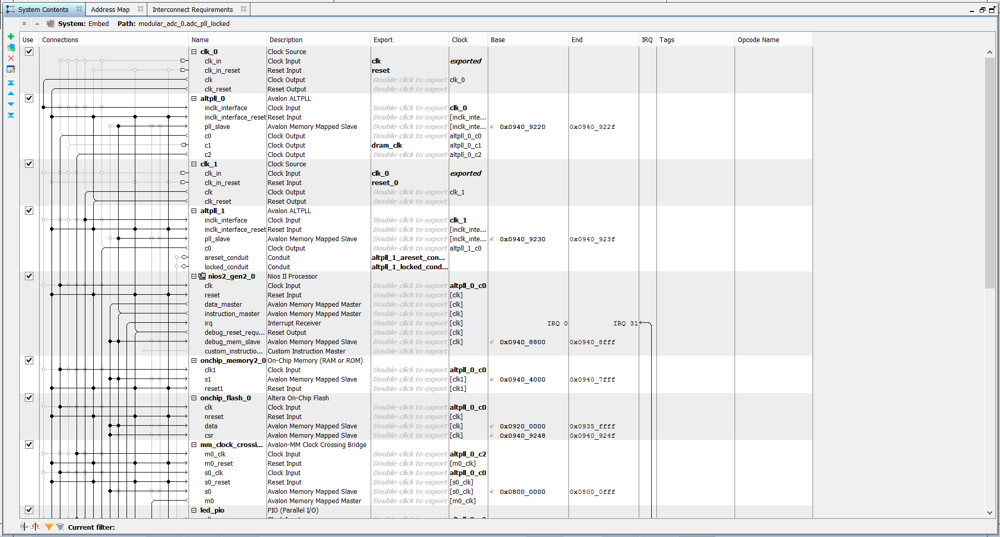 System Contents Address Map Interconnect Requirements
System: Embed Path: modular_adc_0.adc_pll_locked
Use Connections Name Description Export Clock Base End IRQ Tags Opcode Name
clk_0 Clock Source
clk_in Clock Input clk exported
clk_in_reset Reset Input reset
clk Clock Output Double-click to export clk_0
clk_reset Reset Output Double-click to export
altpll_0 Avalon ALTPLL
inclk_interface Clock Input Double-click to export clk_0
inclk_interface_reset Reset Input Double-click to export [inclk_inte...
pll_slave Avalon Memory Mapped Slave Double-click to export [inclk_inte... 0x0940_9220 0x0940_922f
c0 Clock Output Double-click to export altpll_0_c0
c1 Clock Output dram_clk altpll_0_c1
c2 Clock Output Double-click to export altpll_0_c2
clk_1 Clock Source
clk_in Clock Input clk_0 exported
clk_in_reset Reset Input reset_0
clk Clock Output Double-click to export clk_1
clk_reset Reset Output Double-click to export
altpll_1 Avalon ALTPLL
inclk_interface Clock Input Double-click to export clk_1
inclk_interface_reset Reset Input Double-click to export [inclk_inte...
pll_slave Avalon Memory Mapped Slave Double-click to export [inclk_inte... 0x0940_9230 0x0940_923f
c0 Clock Output Double-click to export altpll_1_c0
areset_conduit Conduit altpll_1_areset_con...
locked_conduit Conduit altpll_1_locked_cond...
nios2_gen2_0 Nios II Processor
clk Clock Input Double-click to export altpll_0_c0
reset Reset Input Double-click to export [clk]
data_master Avalon Memory Mapped Master Double-click to export [clk]
instruction_master Avalon Memory Mapped Master Double-click to export [clk]
irq Interrupt Receiver Double-click to export [clk] IRQ 0 IRQ 31
debug_reset_requ... Reset Output Double-click to export [clk]
debug_mem_slave Avalon Memory Mapped Slave Double-click to export [clk] 0x0940_8800 0x0940_8fff
custom_instructio... Custom Instruction Master Double-click to export
onchip_memory2_0 On-Chip Memory (RAM or ROM)
clk1 Clock Input Double-click to export altpll_0_c0
s1 Avalon Memory Mapped Slave Double-click to export [clk1] 0x0940_4000 0x0940_7fff
reset1 Reset Input Double-click to export [clk1]
onchip_flash_0 Altera On-Chip Flash
clk Clock Input Double-click to export altpll_0_c0
nreset Reset Input Double-click to export [clk]
data Avalon Memory Mapped Slave Double-click to export [clk] 0x0920_0000 0x0935_ffff
csr Avalon Memory Mapped Slave Double-click to export [clk] 0x0940_9248 0x0940_924f
mm_clock_crossi... Avalon-MM Clock Crossing Bridge
m0_clk Clock Input Double-click to export altpll_0_c2
m0_reset Reset Input Double-click to export [m0_clk]
s0_clk Clock Input Double-click to export altpll_0_c0
s0_reset Reset Input Double-click to export [s0_clk]
s0 Avalon Memory Mapped Slave Double-click to export [s0_clk] 0x0800_0000 0x0800_0fff
m0 Avalon Memory Mapped Master Double-click to export [m0_clk]
led_pio PIO (Parallel I/O)
Current filter: